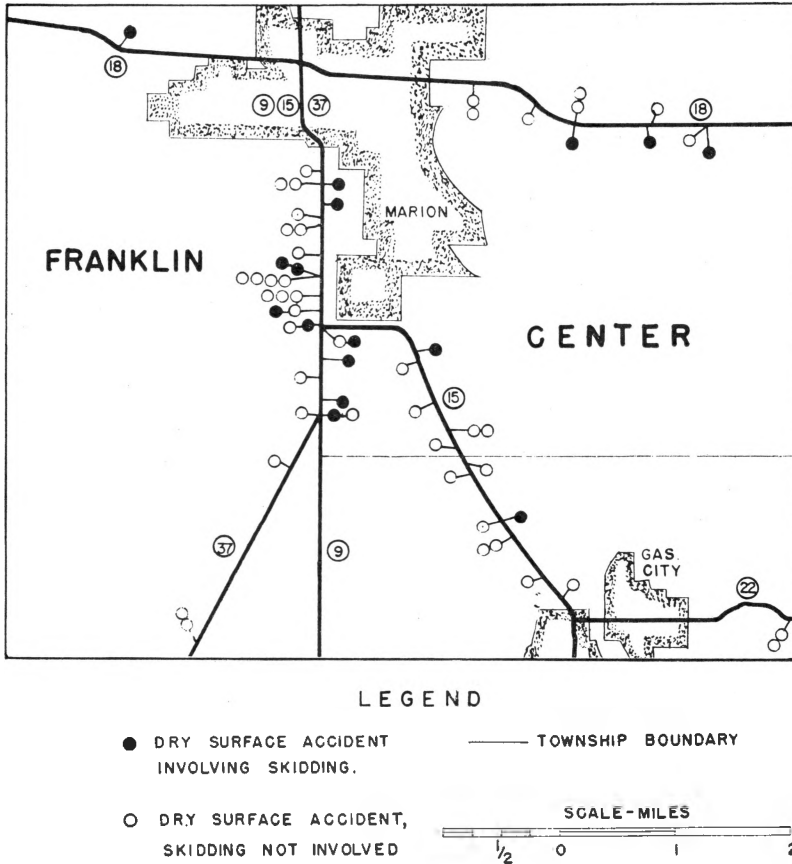 18
9 15 37
18
MARION
FRANKLIN
CENTER
15
37
9
GAS
CITY
22
LEGEND
DRY SURFACE ACCIDENT
INVOLVING SKIDDING.
TOWNSHIP BOUNDARY
DRY SURFACE ACCIDENT,
SKIDDING NOT INVOLVED
SCALE-MILES
1/2 0 1 2